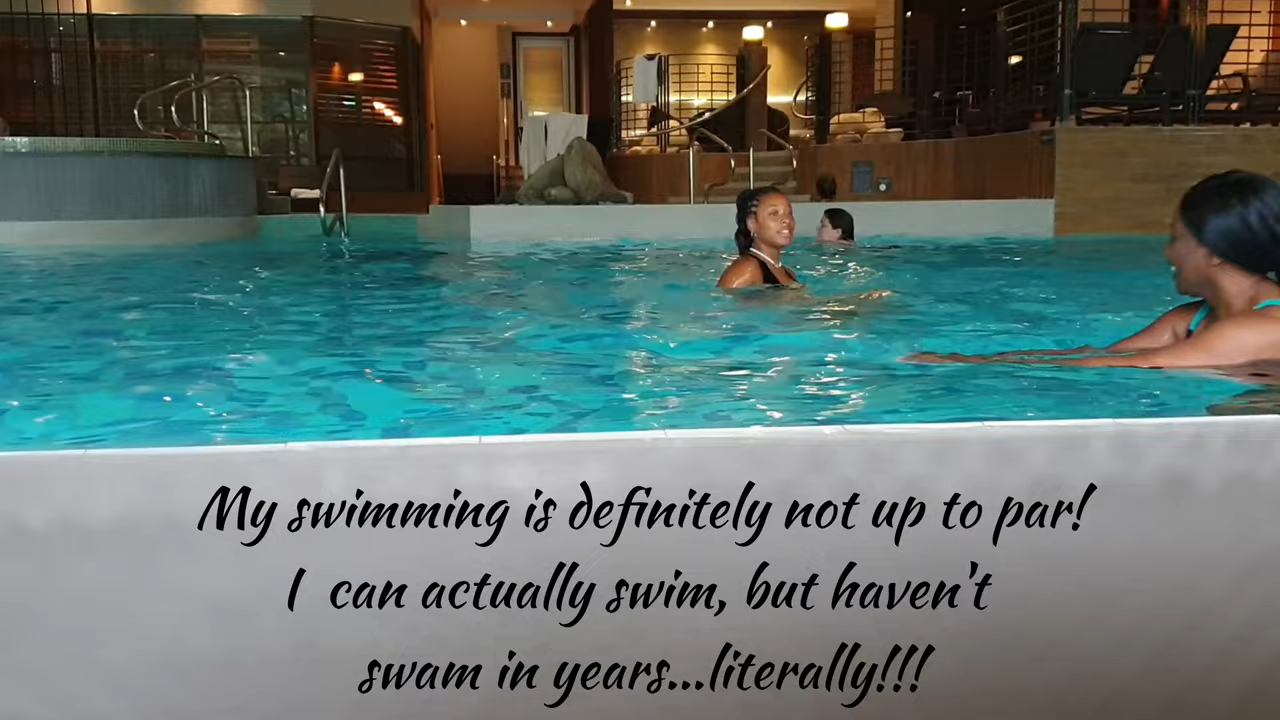 My swimming is definitely not up to par!
I can actually swim, but haven't
swam in years...literally!!!